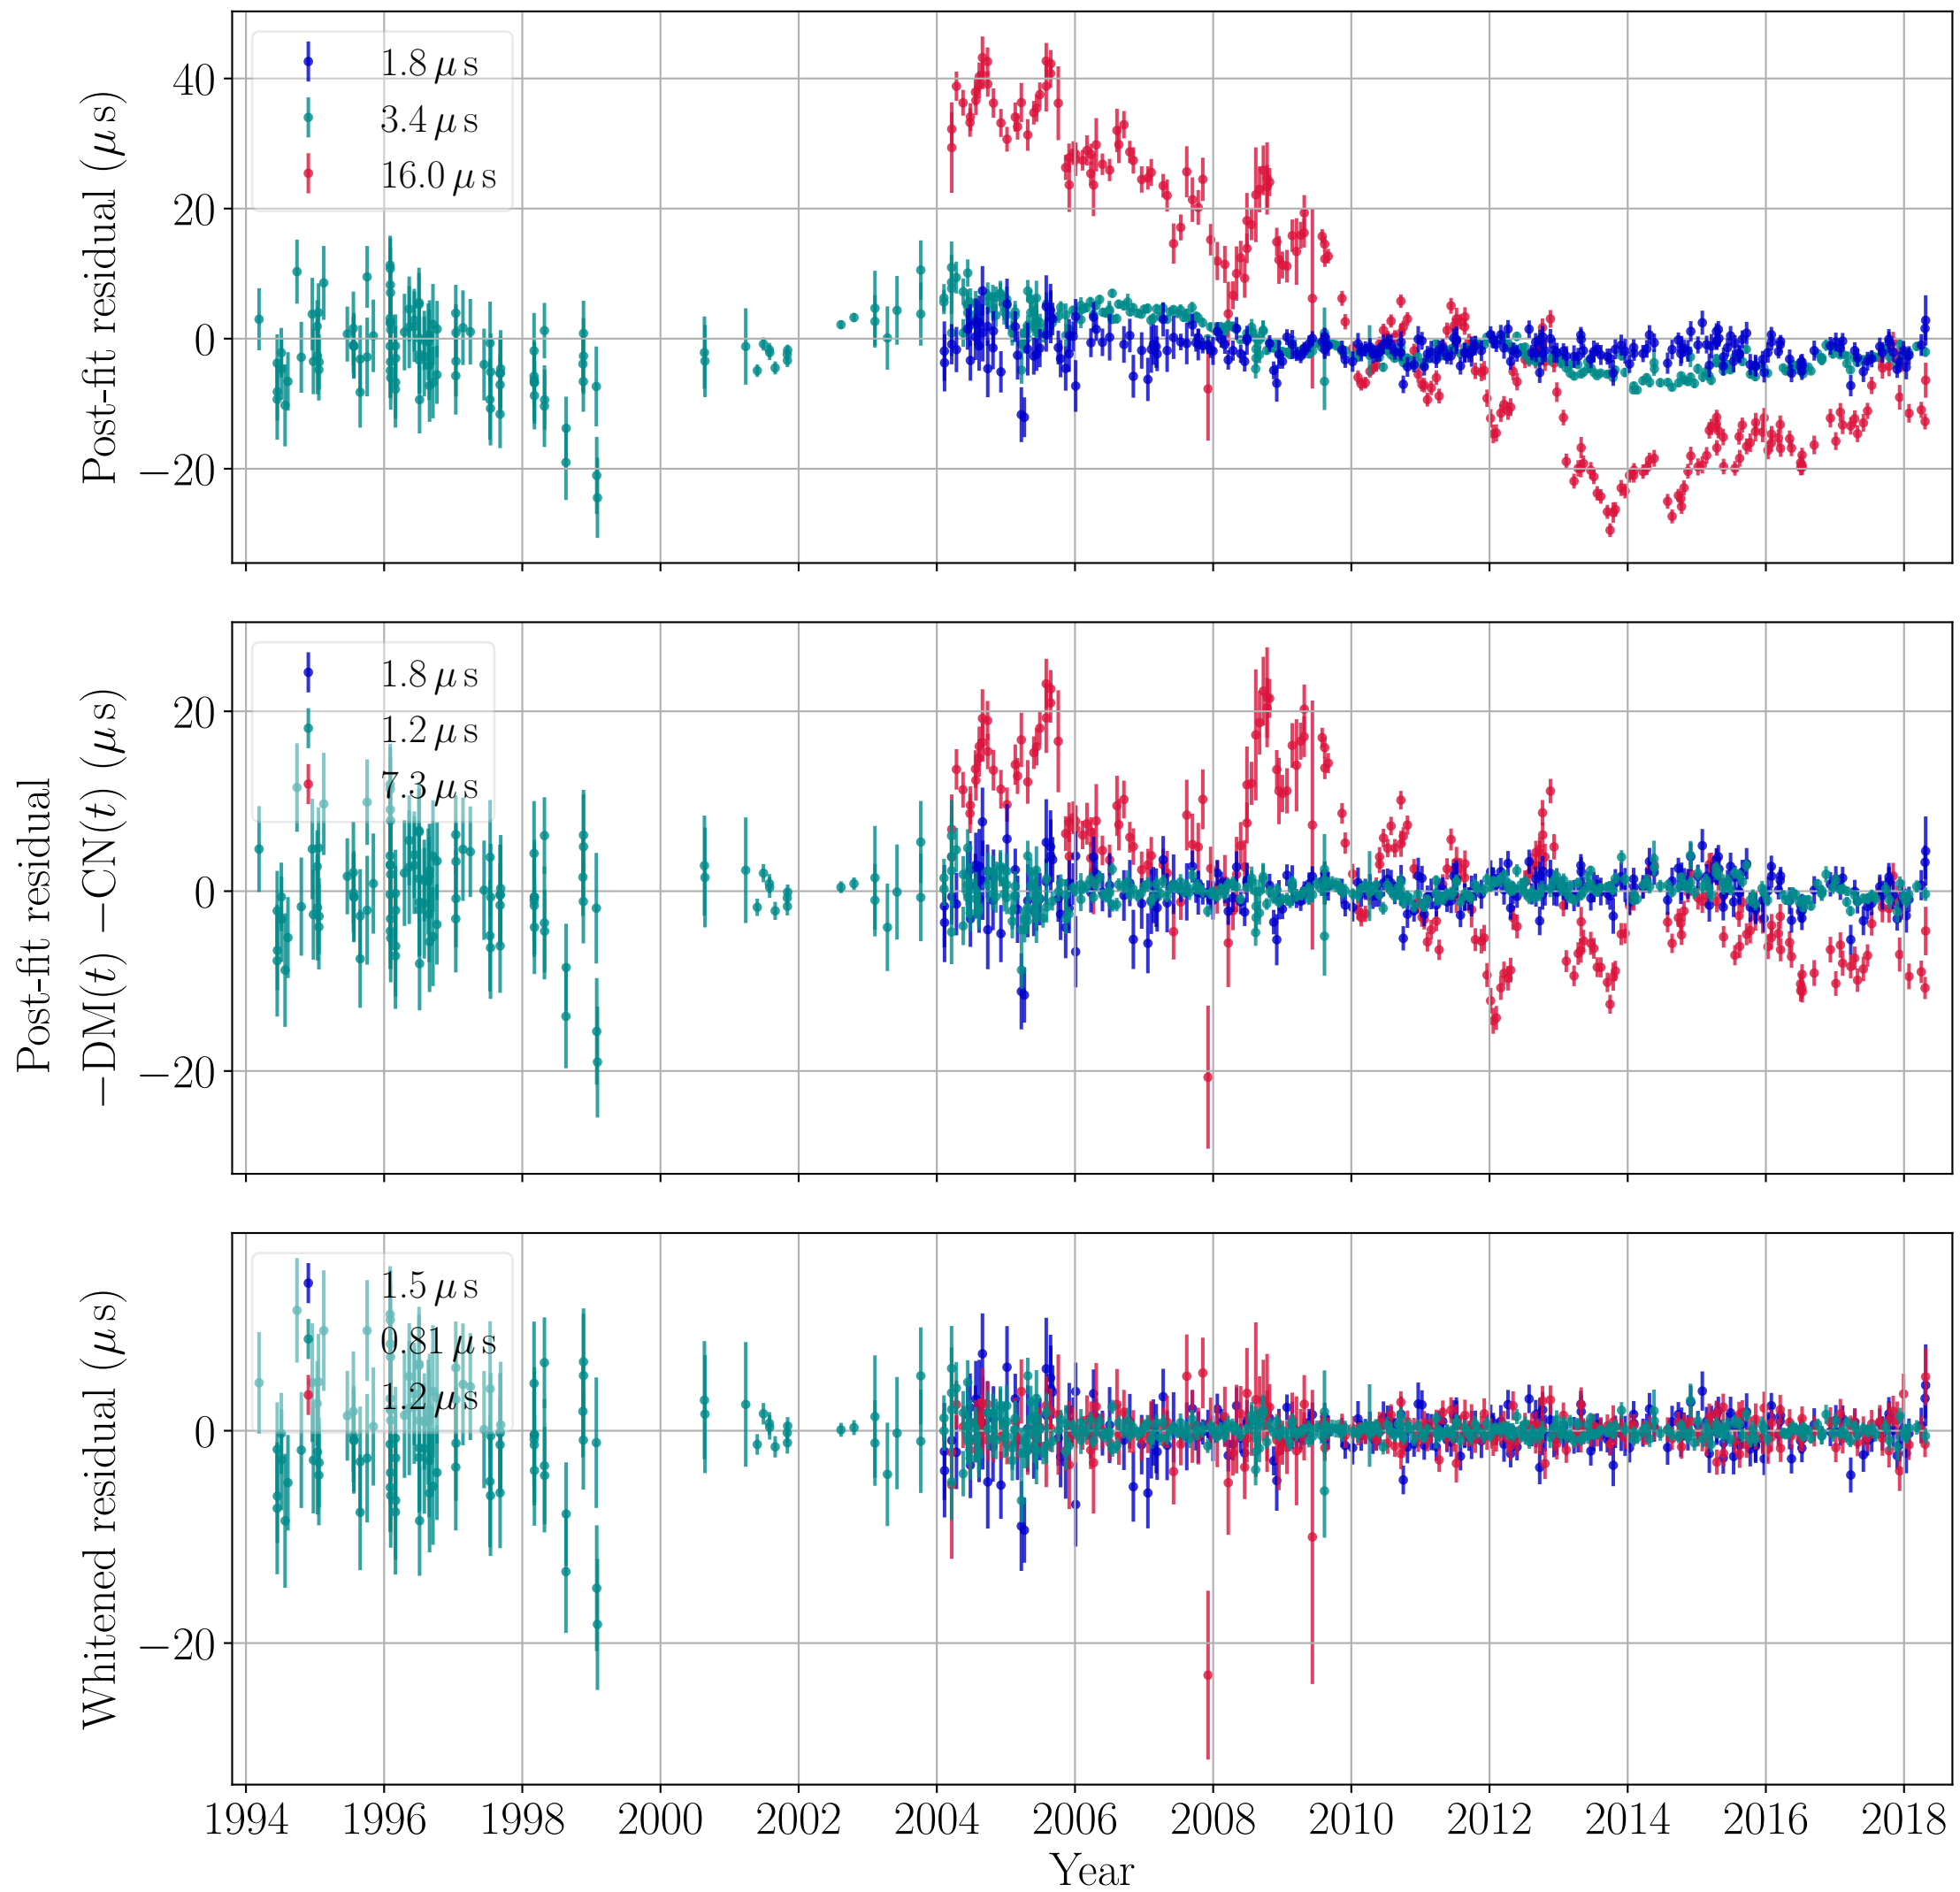 Post-fit residual (μs)
40
20
0
−20
1.8 μs
3.4 μs
16.0 μs
Post-fit residual
−DM(t) −CN(t) (μs)
20
0
−20
1.8 μs
1.2 μs
7.3 μs
Whitened residual (μs)
0
−20
1.5 μs
0.81 μs
1.2 μs
1994 1996 1998 2000 2002 2004 2006 2008 2010 2012 2014 2016 2018
Year